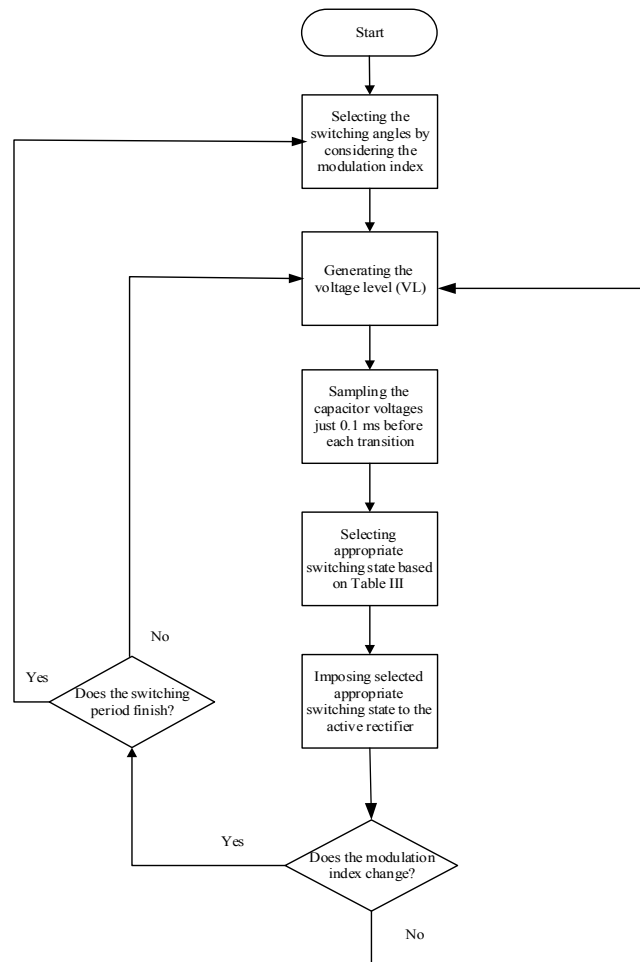 Start
Selecting the
switching angles by
considering the
modulation index
Generating the
voltage level (VL)
Sampling the
capacitor voltages
just 0.1 ms before
each transition
Selecting
appropriate
switching state based
on Table III
Imposing selected
appropriate
switching state to the
active rectifier
No
Yes
Does the switching
period finish?
Yes
Does the modulation
index change?
No